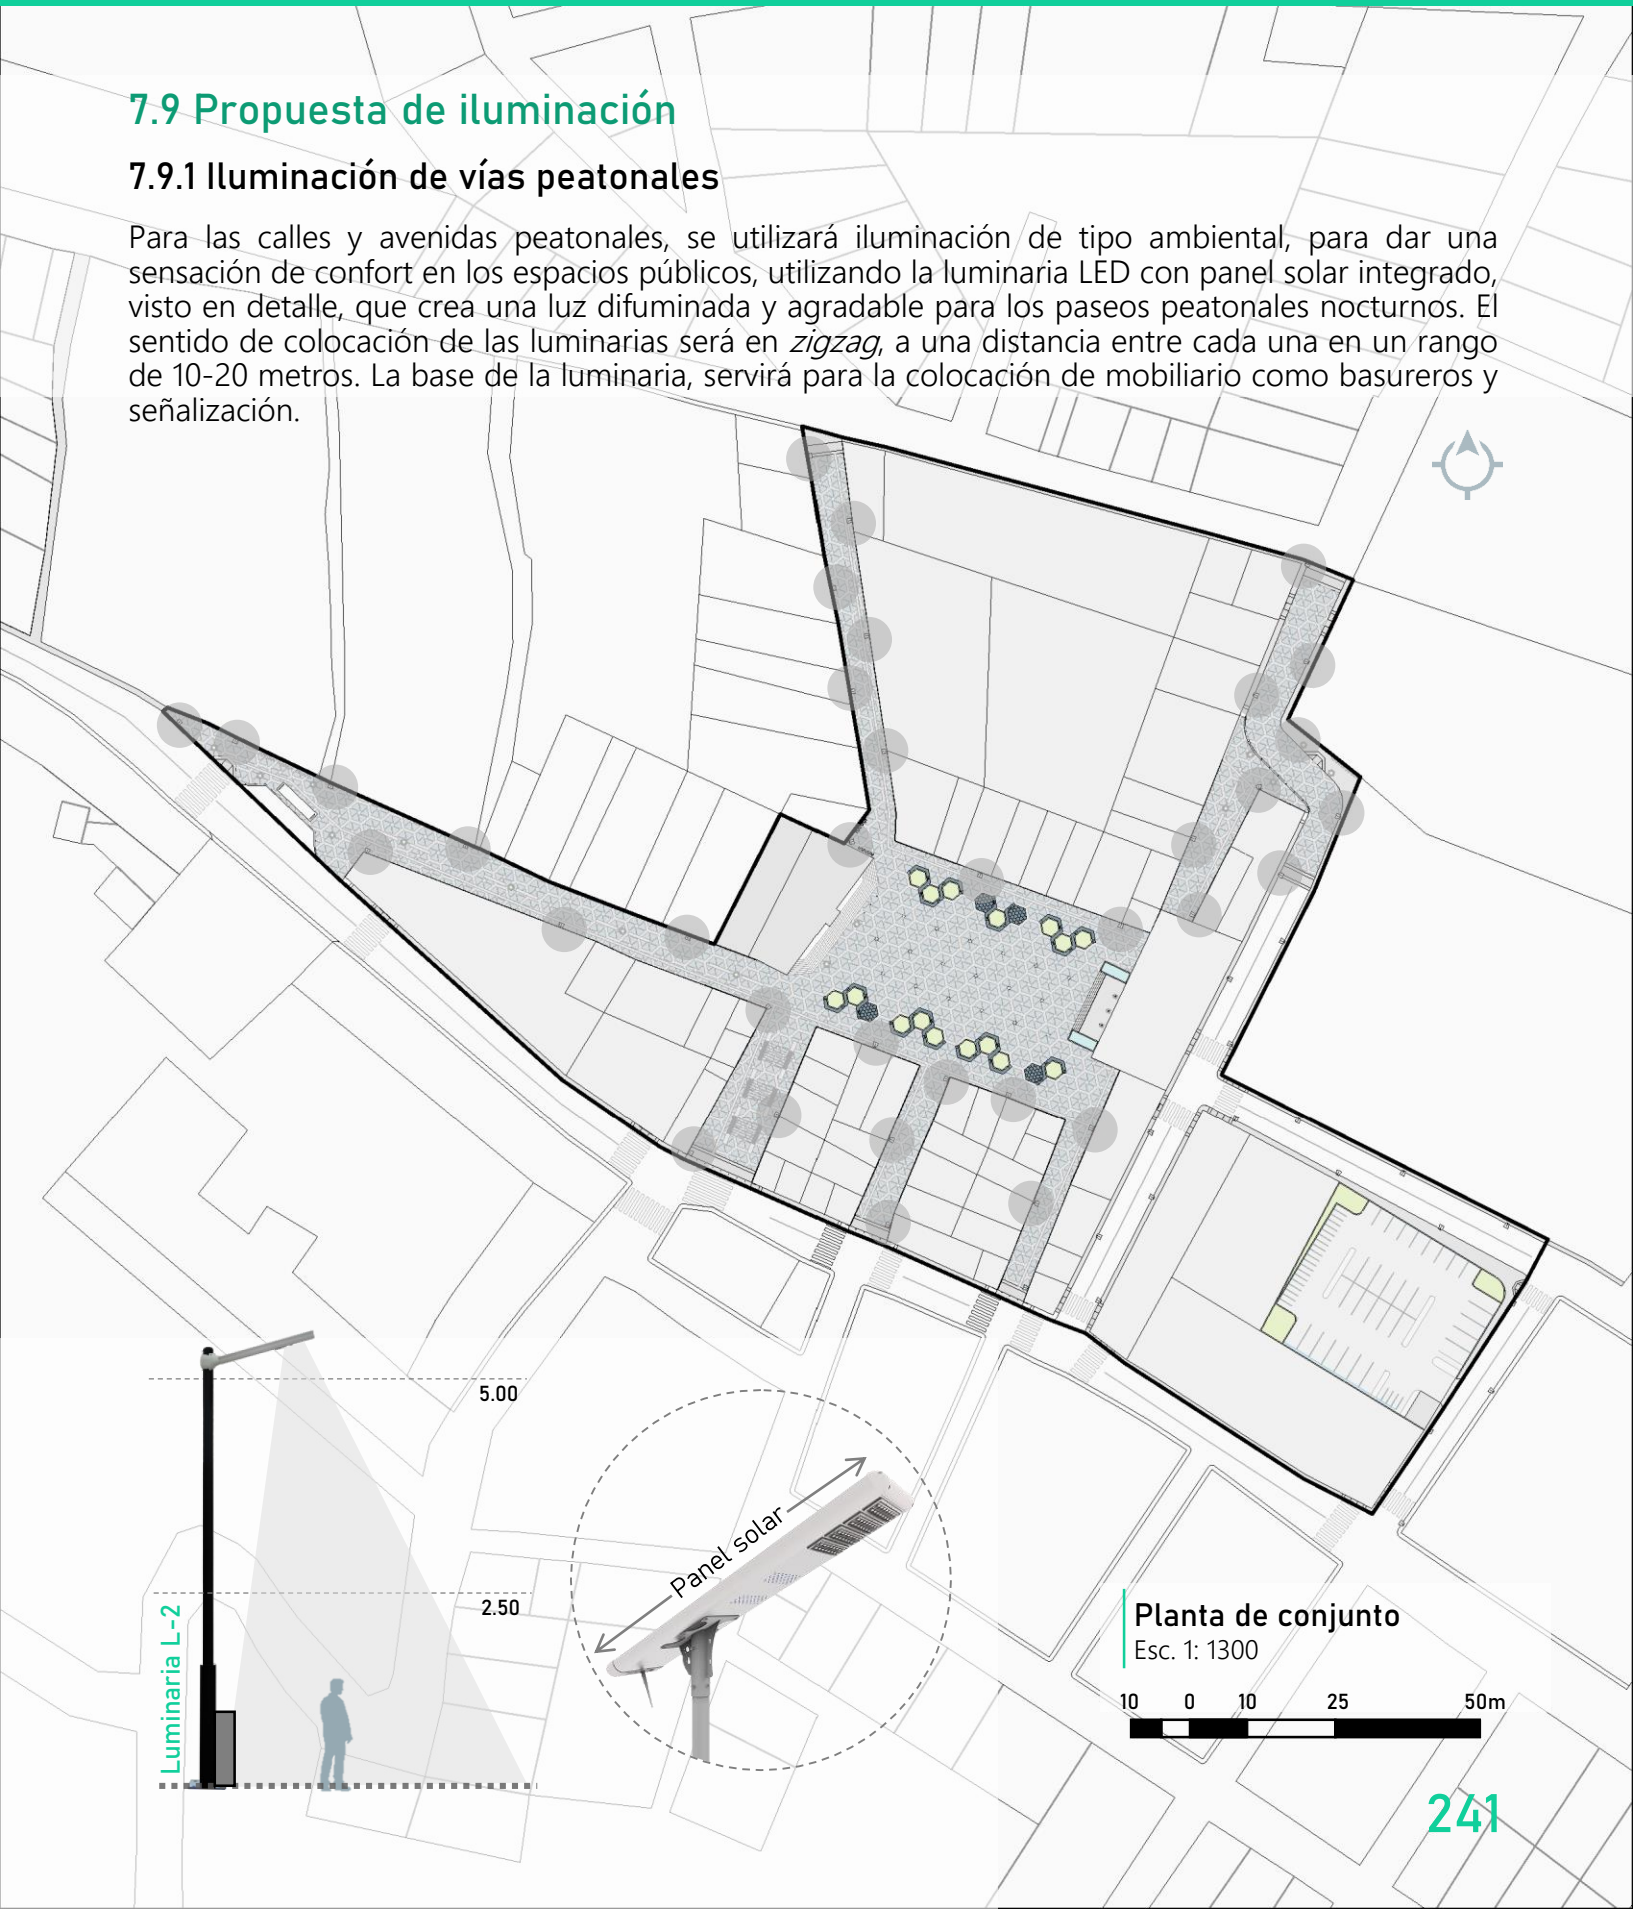 7.9 Propuesta de iluminación
7.9.1 Iluminación de vías peatonales
Para las calles y avenidas peatonales, se utilizará iluminación de tipo ambiental, para dar una
sensación de confort en los espacios públicos, utilizando la luminaria LED con panel solar integrado,
visto en detalle, que crea una luz difuminada y agradable para los paseos peatonales nocturnos. El
sentido de colocación de las luminarias será en zigzag, a una distancia entre cada una en un rango
de 10-20 metros. La base de la luminaria, servirá para la colocación de mobiliario como basureros y
señalización.
5.00
2.50
Luminaria L-2
Panel solar
Planta de conjunto
Esc. 1: 1300
10 0 10 25 50m
241